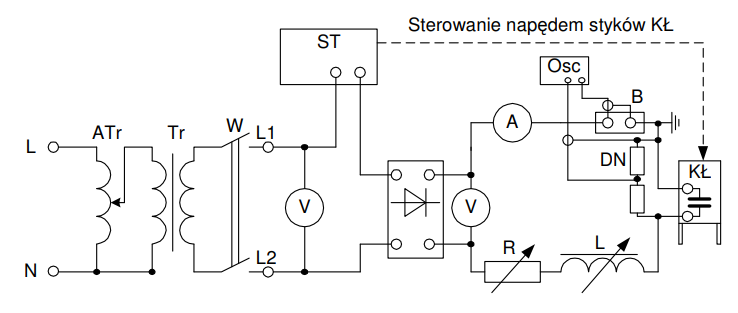 Sterowanie napędem styków KŁ
ST
Osc
B
A
L
ATr
Tr
W
L1
DN
KŁ
V
V
N
L2
R
L